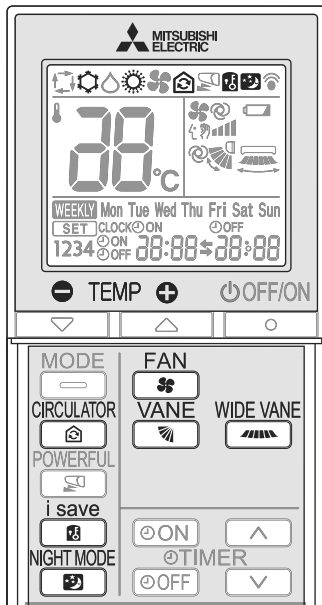 MITSUBISHI
ELECTRIC
88°C
WEEKLY Mon Tue Wed Thu Fri Sat Sun
SET CLOCK ON OFF
1234 ON OFF 88:88 88:88
TEMP OFF/ON
MODE FAN
CIRCULATOR VANE WIDE VANE
POWERFUL
i save
ON
NIGHT MODE TIMER
OFF